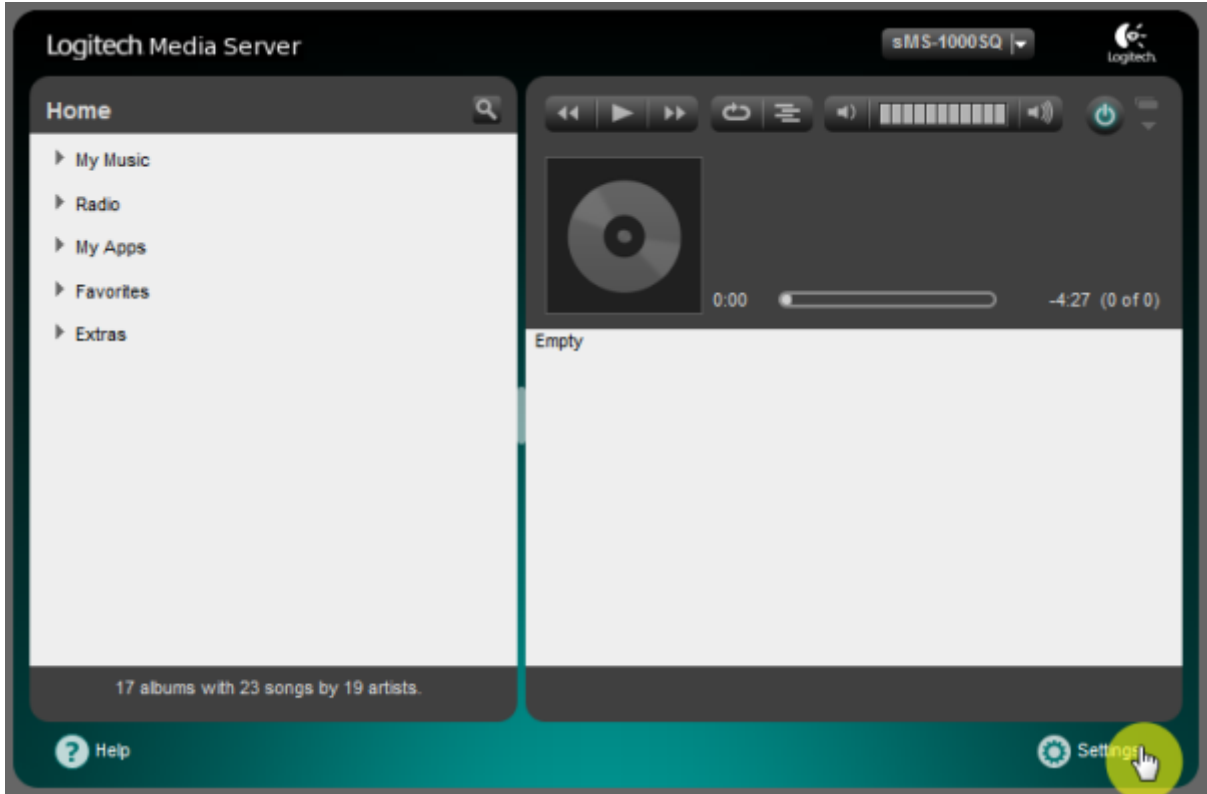 Logitech Media Server
sMS-1000SQ
Logitech
Home
My Music
Radio
My Apps
Favorites
Extras
0:00
-4:27 (0 of 0)
Empty
17 albums with 23 songs by 19 artists.
? Help
Settings